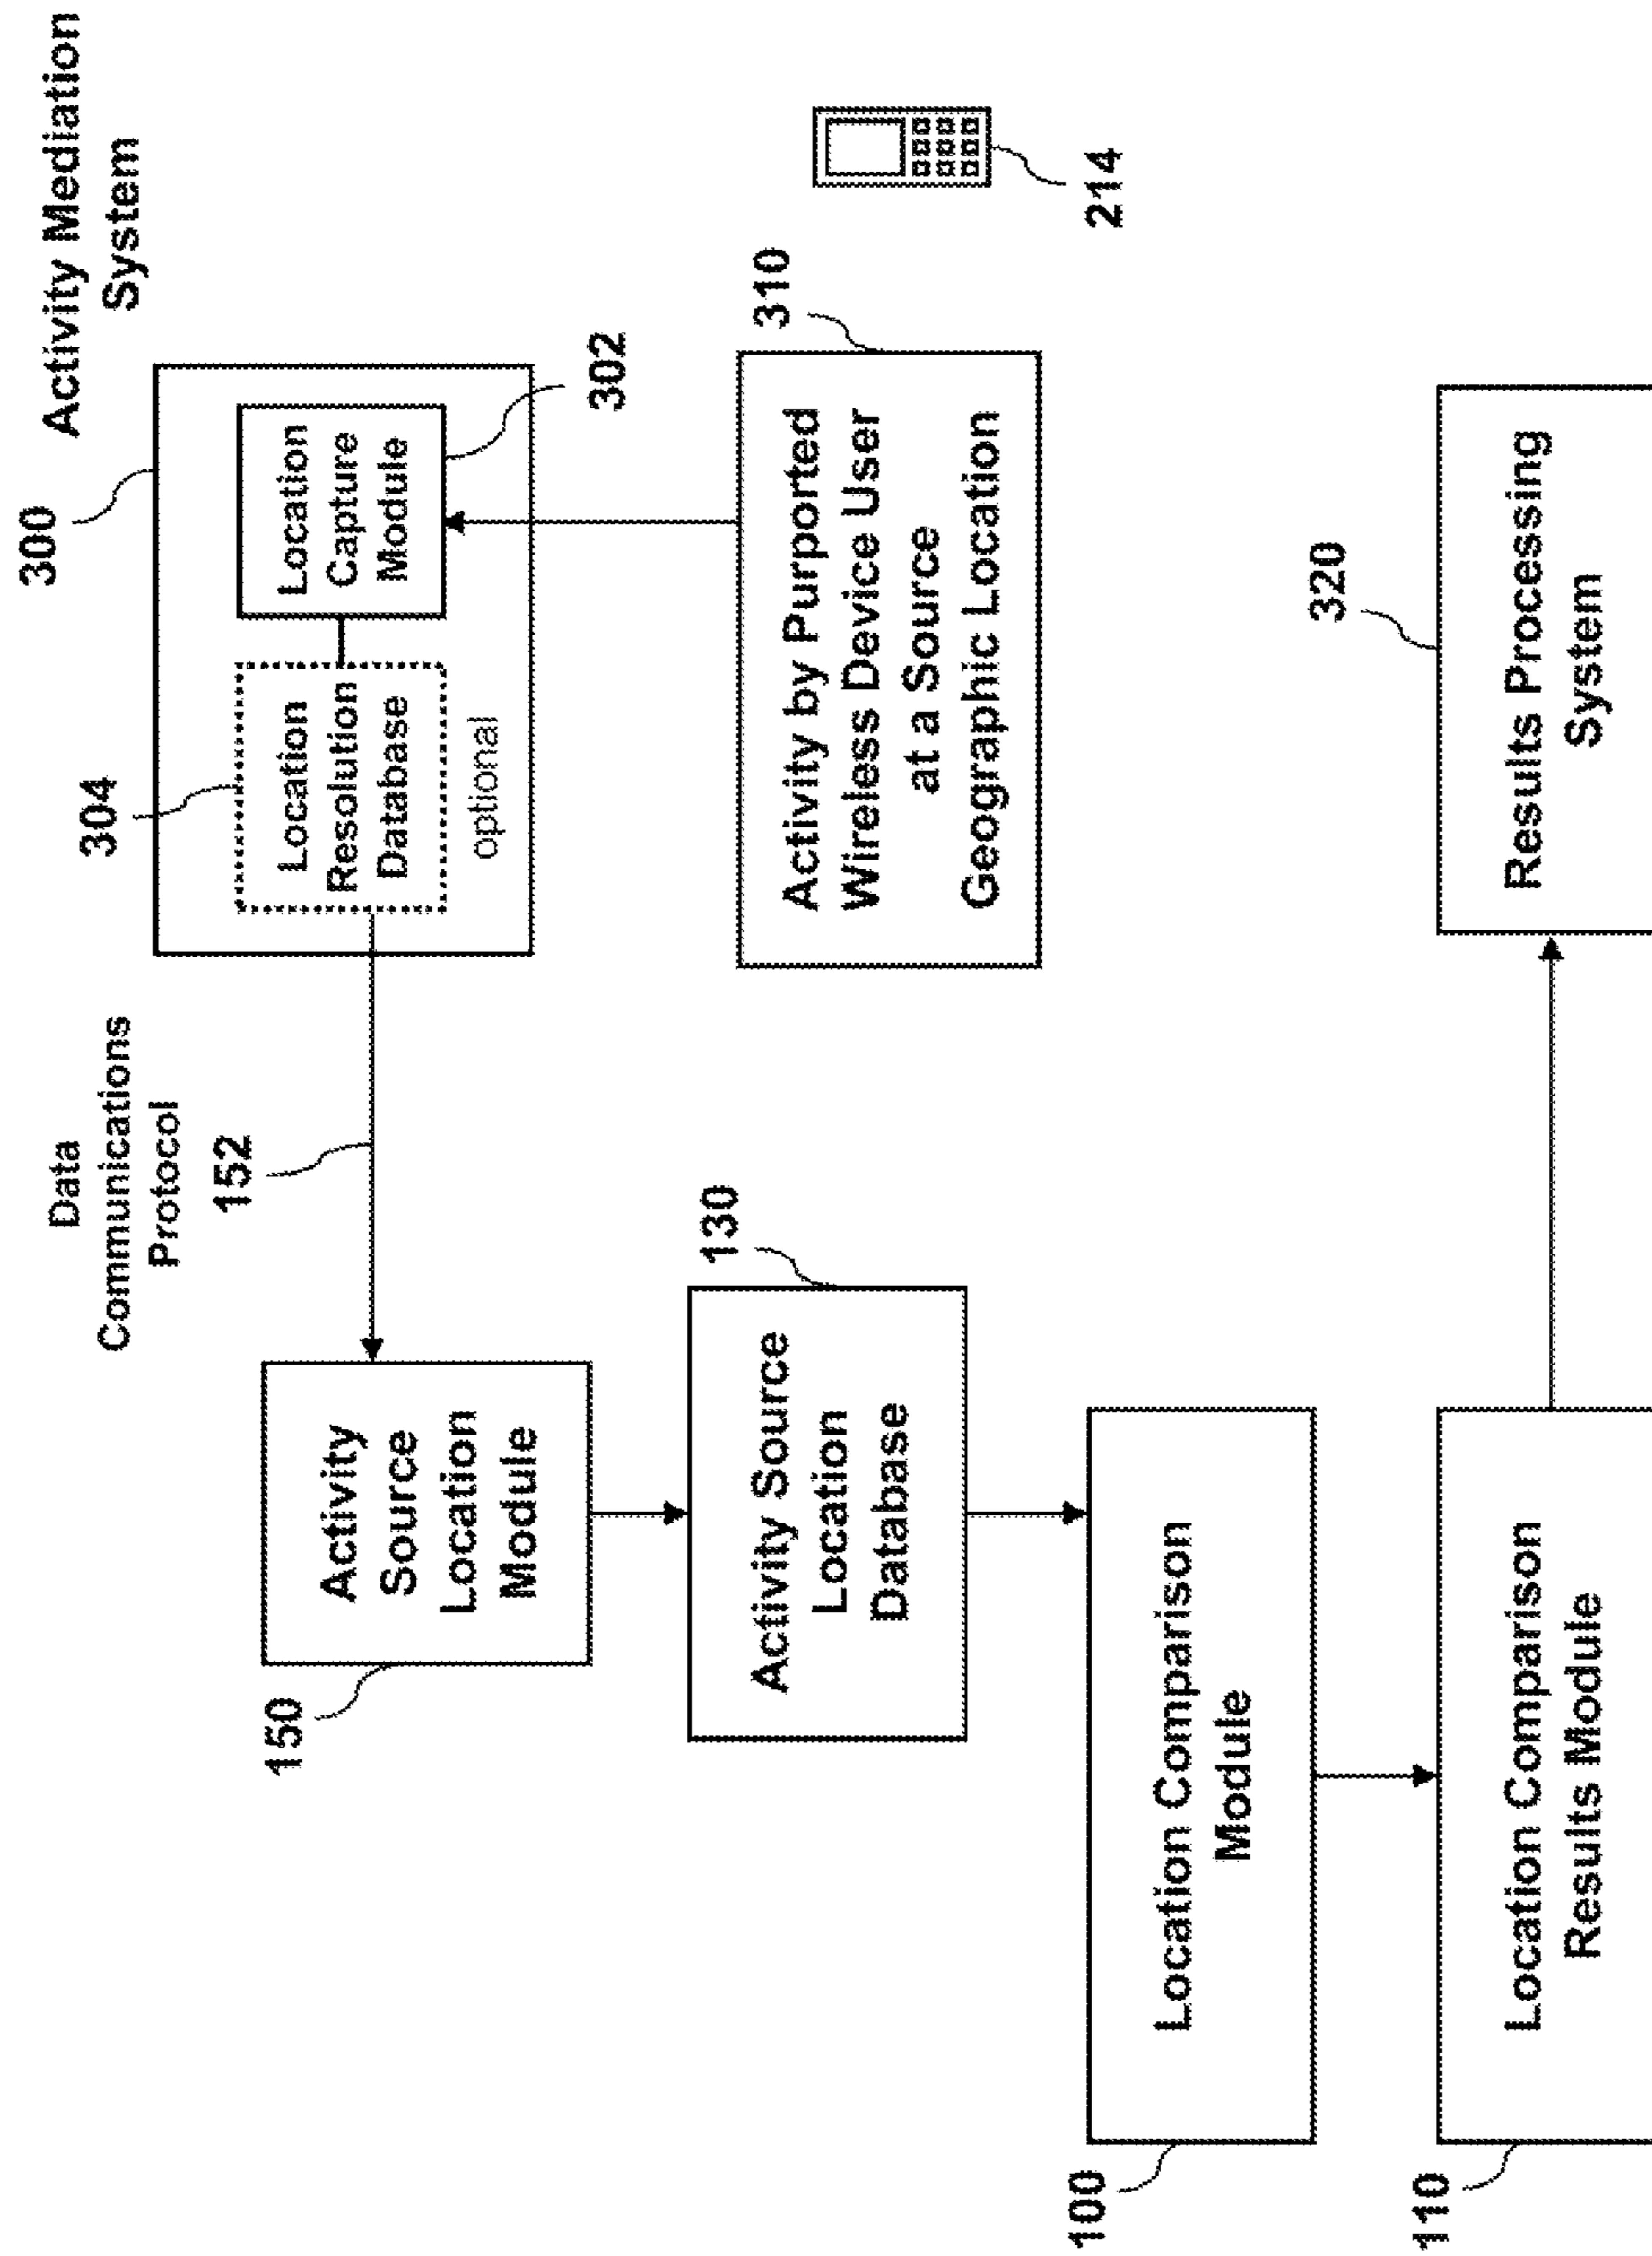 300
Activity Mediation
System
304
Location
Resolution
Database
optional
Location
Capture
Module
302
Data
Communications
Protocol
152
Activity
Source
Location
Module
150
Activity by Purported
Wireless Device User
at a Source
Geographic Location
310
214
Activity Source
Location
Database
130
Location Comparison
Module
100
Location Comparison
Results Module
110
Results Processing
System
320